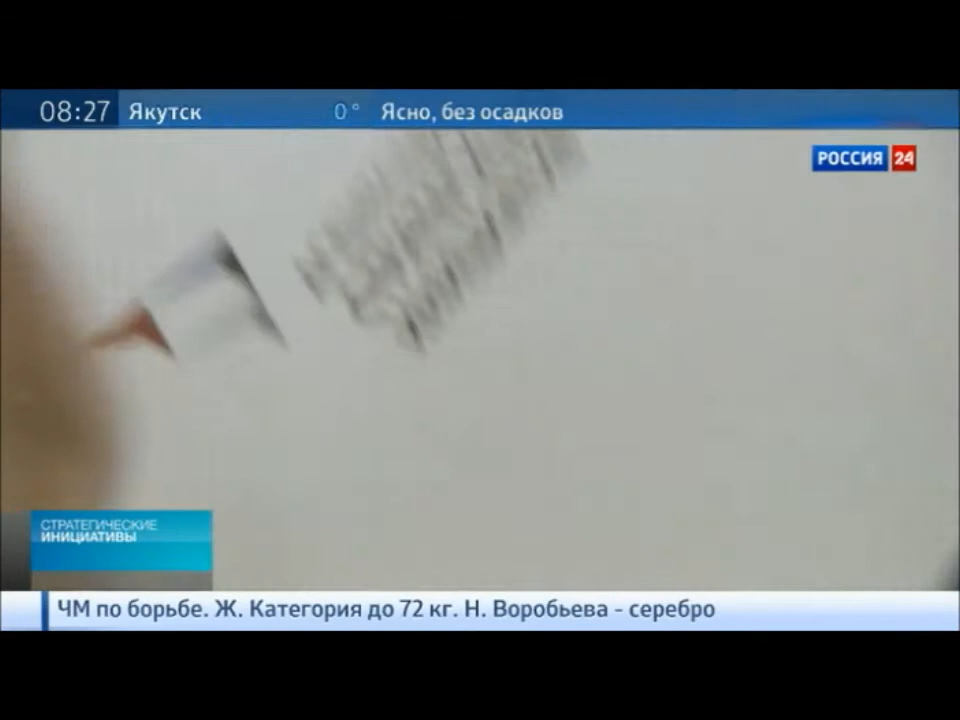 08:27 Якутск 0° Ясно, без осадков
РОССИЯ 24
СТРАТЕГИЧЕСКИЕ
ИНИЦИАТИВЫ
ЧМ по борьбе. Ж. Категория до 72 кг. Н. Воробьева - серебро